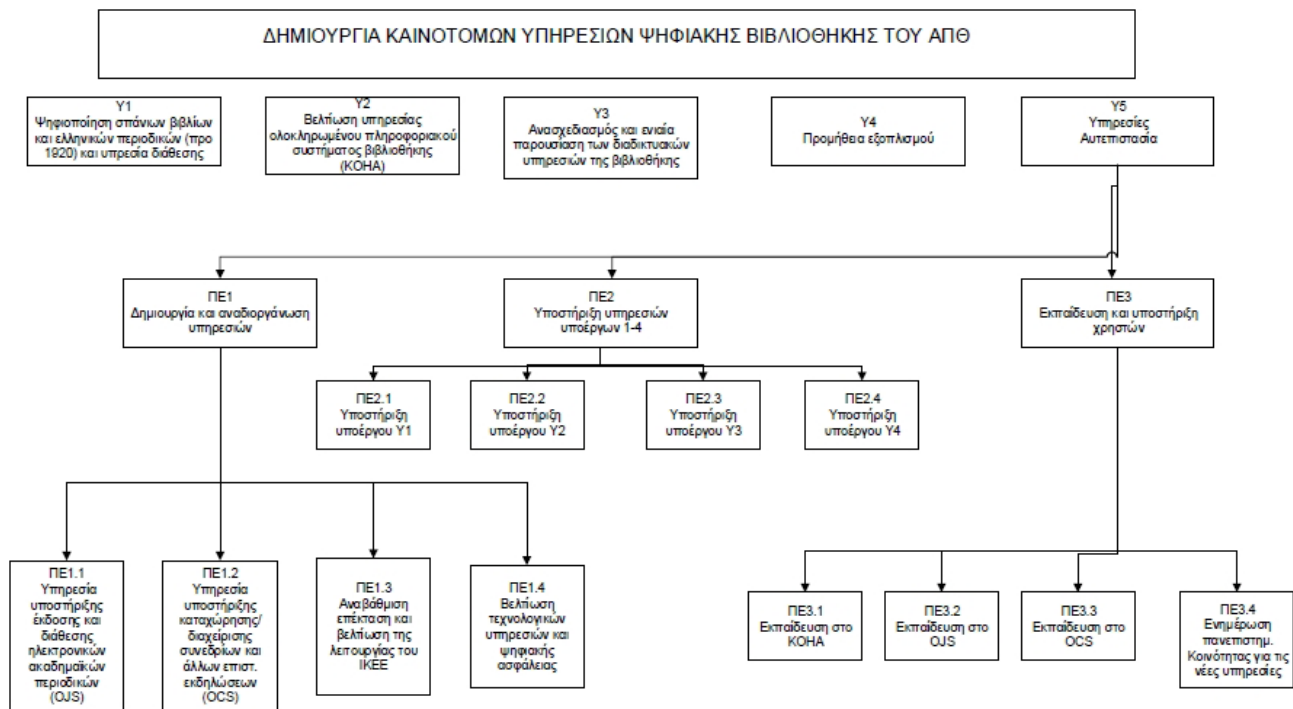 ΔΗΜΙΟΥΡΓΙΑ ΚΑΙΝΟΤΟΜΩΝ ΥΠΗΡΕΣΙΩΝ ΨΗΦΙΑΚΗΣ ΒΙΒΛΙΟΘΗΚΗΣ ΤΟΥ ΑΠΘ
Υ1
Ψηφιοποίηση σπάνιων βιβλίων
και ελληνικών περιοδικών (προ
1920) και υπρεσία διάθεσης
Υ2
Βελτίωση υπηρεσίας
ολοκληρωμένου πληροφοριακού
συστήματος βιβλιοθήκης
(ΚΟΗΑ)
Υ3
Ανασχεδιασμός και ενιαία
παρουσίαση των διαδικτυακών
υπηρεσιών της βιβλιοθήκης
Υ4
Προμήθεια εξοπλισμού
Υ5
Υπηρεσίες
Αυτεπιστασία
ΠΕ1
Δημιουργία και αναδιοργάνωση
υπηρεσιών
ΠΕ2
Υποστήριξη υπηρεσιών
υποέργων 1-4
ΠΕ3
Εκπαίδευση και υποστήριξη
χρηστών
ΠΕ2.1
Υποστήριξη
υποέργου Υ1
ΠΕ2.2
Υποστήριξη
υποέργου Υ2
ΠΕ2.3
Υποστήριξη
υποέργου Υ3
ΠΕ2.4
Υποστήριξη
υποέργου Υ4
ΠΕ1.1
Υπηρεσία
υποστήριξης
έκδοσης και
διάθεσης
ηλεκτρονικών
ακαδημαϊκών
περιοδικών
(OJS)
ΠΕ1.2
Υπηρεσία
υποστήριξης
καταχώρησης/
διαχείρισης
συνεδρίων και
άλλων επιστ.
εκδηλώσεων
(OCS)
ΠΕ1.3
Αναβάθμιση
επέκταση και
βελτίωση της
λειτουργίας του
ΙΚΕΕ
ΠΕ1.4
Βελτίωση
τεχνολογικών
υπηρεσιών και
ψηφιακής
ασφάλειας
ΠΕ3.1
Εκπαίδευση στο
ΚΟΗΑ
ΠΕ3.2
Εκπαίδευση στο
OJS
ΠΕ3.3
Εκπαίδευση στο
OCS
ΠΕ3.4
Ενημέρωση
πανεπιστημ.
Κοινότητας για τις
νέες υπηρεσίες